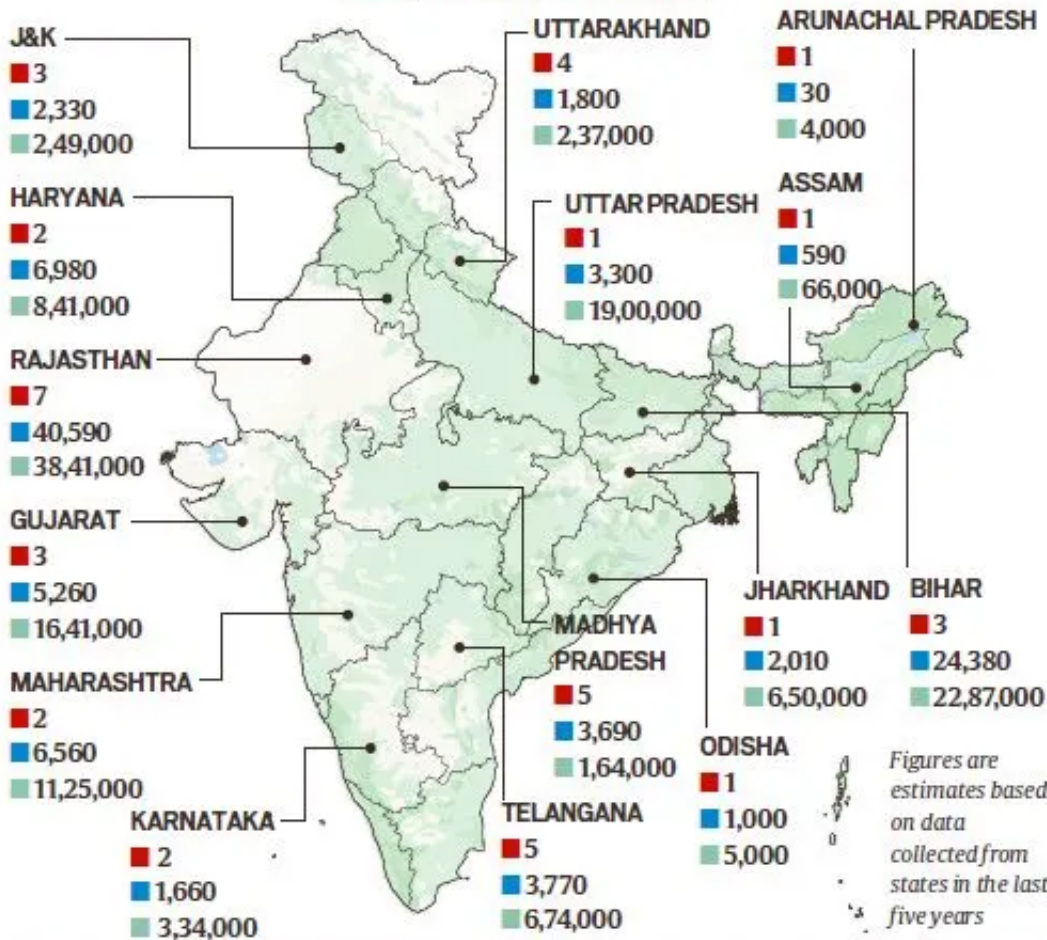 J&K
3
2,330
2,49,000
UTTARAKHAND
4
1,800
2,37,000
ARUNACHAL PRADESH
1
30
4,000
HARYANA
2
6,980
8,41,000
UTTAR PRADESH
1
3,300
19,00,000
ASSAM
1
590
66,000
RAJASTHAN
7
40,590
38,41,000
GUJARAT
3
5,260
16,41,000
MAHARASHTRA
2
6,560
11,25,000
MADHYA
PRADESH
5
3,690
1,64,000
JHARKHAND
1
2,010
6,50,000
BIHAR
3
24,380
22,87,000
KARNATAKA
2
1,660
3,34,000
TELANGANA
5
3,770
6,74,000
ODISHA
1
1,000
5,000
Figures are
estimates based
on data
collected from
states in the last
five years